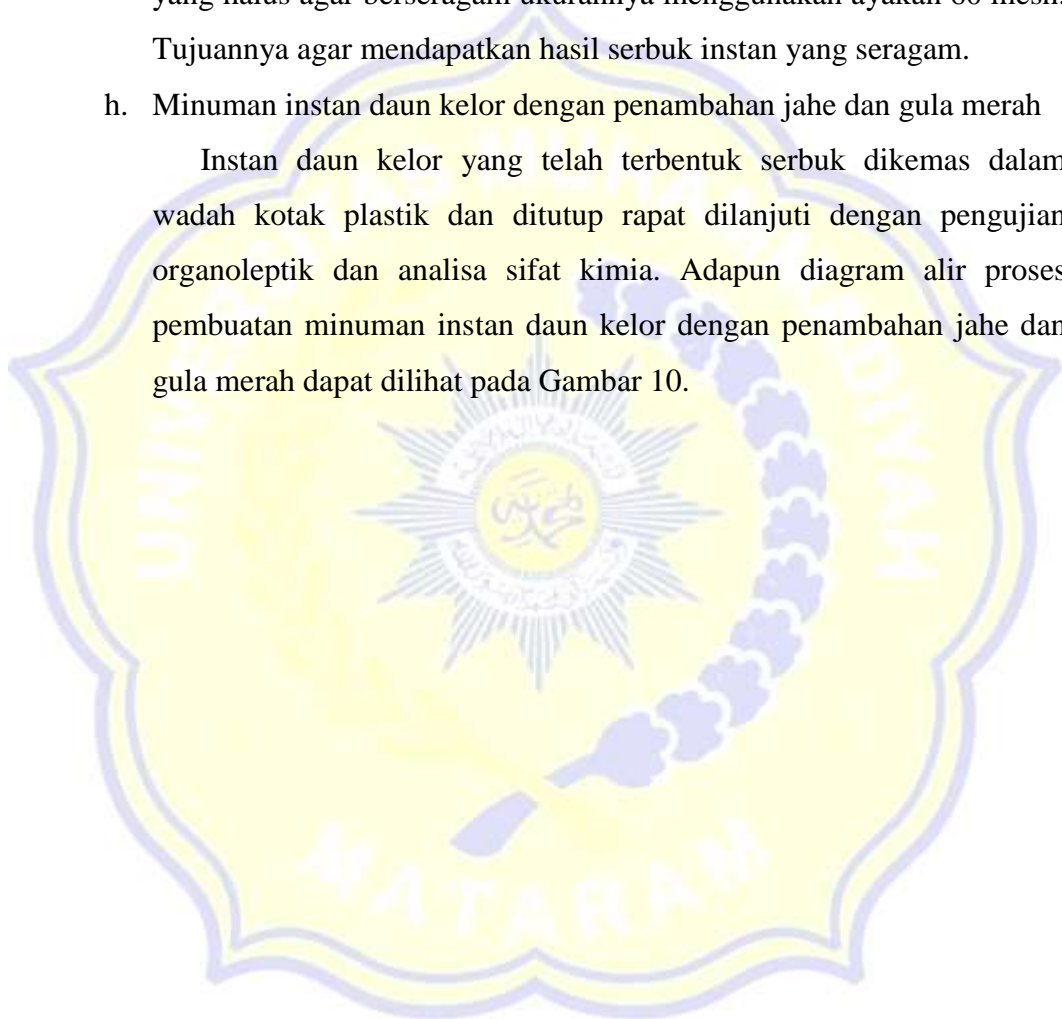 Tujuannya agar mendapatkan hasil serbuk instan yang seragam.
h. Minuman instan daun kelor dengan penambahan jahe dan gula merah
Instan daun kelor yang telah terbentuk serbuk dikemas dalam
wadah kotak plastik dan ditutup rapat dilanjuti dengan pengujian
organoleptik dan analisa sifat kimia. Adapun diagram alir proses
pembuatan minuman instan daun kelor dengan penambahan jahe dan
gula merah dapat dilihat pada Gambar 10.
UNIVERSITAS MUHAMMADIYAH
MATARAM